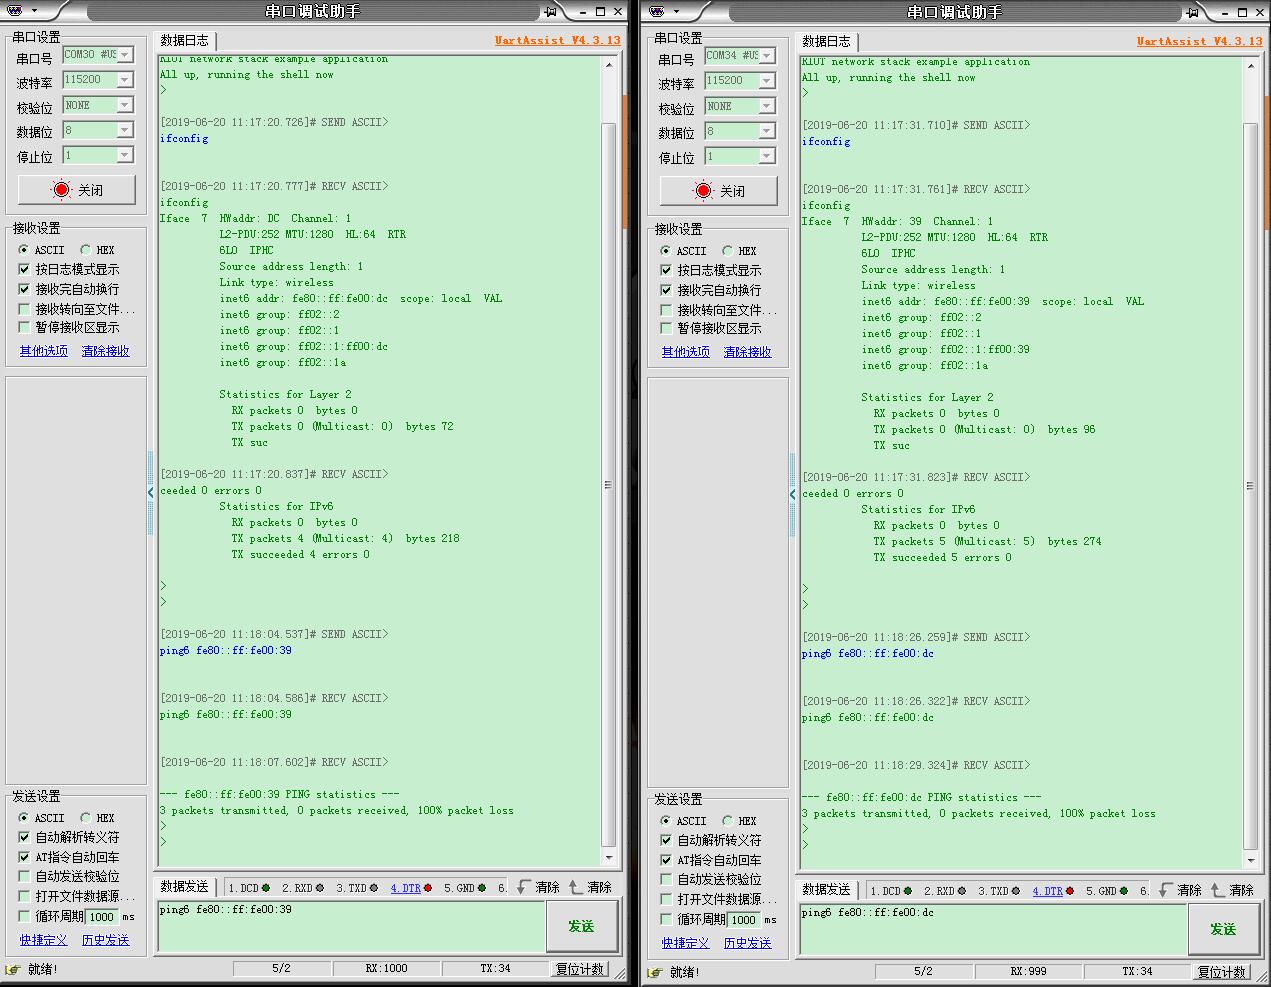 串口调试助手
串口设置
串口号 COM30 #US
波特率 115200
校验位 NONE
数据位 8
停止位 1
关闭
接收设置
ASCII HEX
按日志模式显示
接收完自动换行
接收转向至文件...
暂停接收区显示
其他选项 清除接收
发送设置
ASCII HEX
自动解析转义符
AT指令自动回车
自动发送校验位
打开文件数据源...
循环周期 1000 ms
快捷定义 历史发送
数据日志 UartAssist V4.3.13
RIOT network stack example application
All up, running the shell now
>
[2019-06-20 11:17:20.726]# SEND ASCII>
ifconfig
[2019-06-20 11:17:20.777]# RECV ASCII>
ifconfig
Iface 7 HWaddr: DC Channel: 1
L2-PDU:252 MTU:1280 HL:64 RTR
6LO IPHC
Source address length: 1
Link type: wireless
inet6 addr: fe80::ff:fe00:dc scope: local VAL
inet6 group: ff02::2
inet6 group: ff02::1
inet6 group: ff02::1:ff00:dc
inet6 group: ff02::1a
Statistics for Layer 2
RX packets 0 bytes 0
TX packets 0 (Multicast: 0) bytes 72
TX suc
[2019-06-20 11:17:20.837]# RECV ASCII>
ceeded 0 errors 0
Statistics for IPv6
RX packets 0 bytes 0
TX packets 4 (Multicast: 4) bytes 218
TX succeeded 4 errors 0
>
>
[2019-06-20 11:18:04.537]# SEND ASCII>
ping6 fe80::ff:fe00:39
[2019-06-20 11:18:04.586]# RECV ASCII>
ping6 fe80::ff:fe00:39
[2019-06-20 11:18:07.602]# RECV ASCII>
--- fe80::ff:fe00:39 PING statistics ---
3 packets transmitted, 0 packets received, 100% packet loss
>
>
数据发送 1.DCD 2.RXD 3.TXD 4.DTR 5.GND 6. 清除 清除
ping6 fe80::ff:fe00:39
发送
就绪! 5/2 RX:1000 TX:34 复位计数
串口调试助手
串口设置
串口号 COM34 #US
波特率 115200
校验位 NONE
数据位 8
停止位 1
关闭
接收设置
ASCII HEX
按日志模式显示
接收完自动换行
接收转向至文件...
暂停接收区显示
其他选项 清除接收
发送设置
ASCII HEX
自动解析转义符
AT指令自动回车
自动发送校验位
打开文件数据源...
循环周期 1000 ms
快捷定义 历史发送
数据日志 UartAssist V4.3.13
RIOT network stack example application
All up, running the shell now
>
[2019-06-20 11:17:31.710]# SEND ASCII>
ifconfig
[2019-06-20 11:17:31.761]# RECV ASCII>
ifconfig
Iface 7 HWaddr: 39 Channel: 1
L2-PDU:252 MTU:1280 HL:64 RTR
6LO IPHC
Source address length: 1
Link type: wireless
inet6 addr: fe80::ff:fe00:39 scope: local VAL
inet6 group: ff02::2
inet6 group: ff02::1
inet6 group: ff02::1:ff00:39
inet6 group: ff02::1a
Statistics for Layer 2
RX packets 0 bytes 0
TX packets 0 (Multicast: 0) bytes 96
TX suc
[2019-06-20 11:17:31.823]# RECV ASCII>
ceeded 0 errors 0
Statistics for IPv6
RX packets 0 bytes 0
TX packets 5 (Multicast: 5) bytes 274
TX succeeded 5 errors 0
>
>
[2019-06-20 11:18:26.259]# SEND ASCII>
ping6 fe80::ff:fe00:dc
[2019-06-20 11:18:26.322]# RECV ASCII>
ping6 fe80::ff:fe00:dc
[2019-06-20 11:18:29.324]# RECV ASCII>
--- fe80::ff:fe00:dc PING statistics ---
3 packets transmitted, 0 packets received, 100% packet loss
>
>
数据发送 1.DCD 2.RXD 3.TXD 4.DTR 5.GND 6. 清除 清除
ping6 fe80::ff:fe00:dc
发送
就绪! 5/2 RX:999 TX:34 复位计数